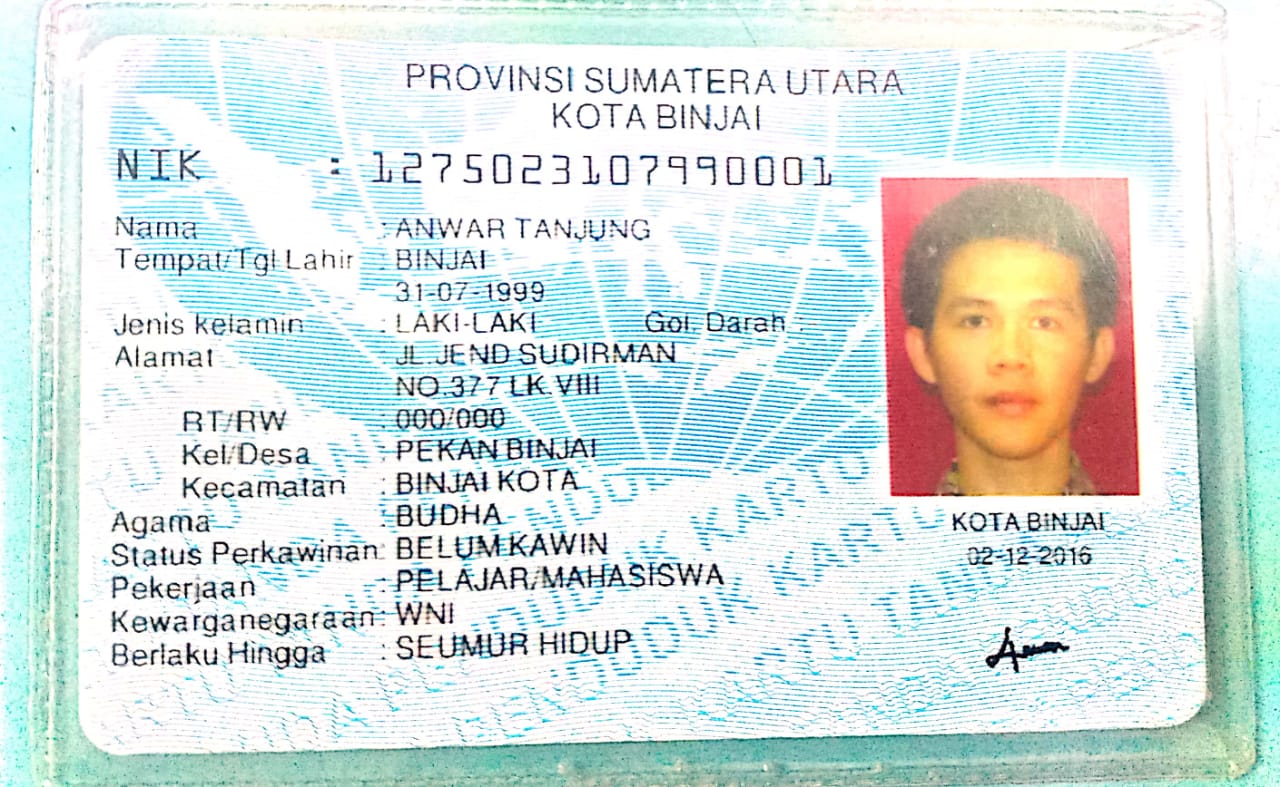 PROVINSI SUMATERA UTARA
KOTA BINJAI
NIK : 1275023107990001
Nama : ANWAR TANJUNG
Tempat/Tgl Lahir : BINJAI
31-07-1999
Jenis kelamin : LAKI-LAKI Gol. Darah :
Alamat : JL.JEND SUDIRMAN
NO.377 LK.VIII
RT/RW : 000/000
Kel/Desa : PEKAN BINJAI
Kecamatan : BINJAI KOTA
Agama : BUDHA
Status Perkawinan: BELUM KAWIN
Pekerjaan : PELAJAR/MAHASISWA
Kewarganegaraan: WNI
Berlaku Hingga : SEUMUR HIDUP
KOTA BINJAI
02-12-2016